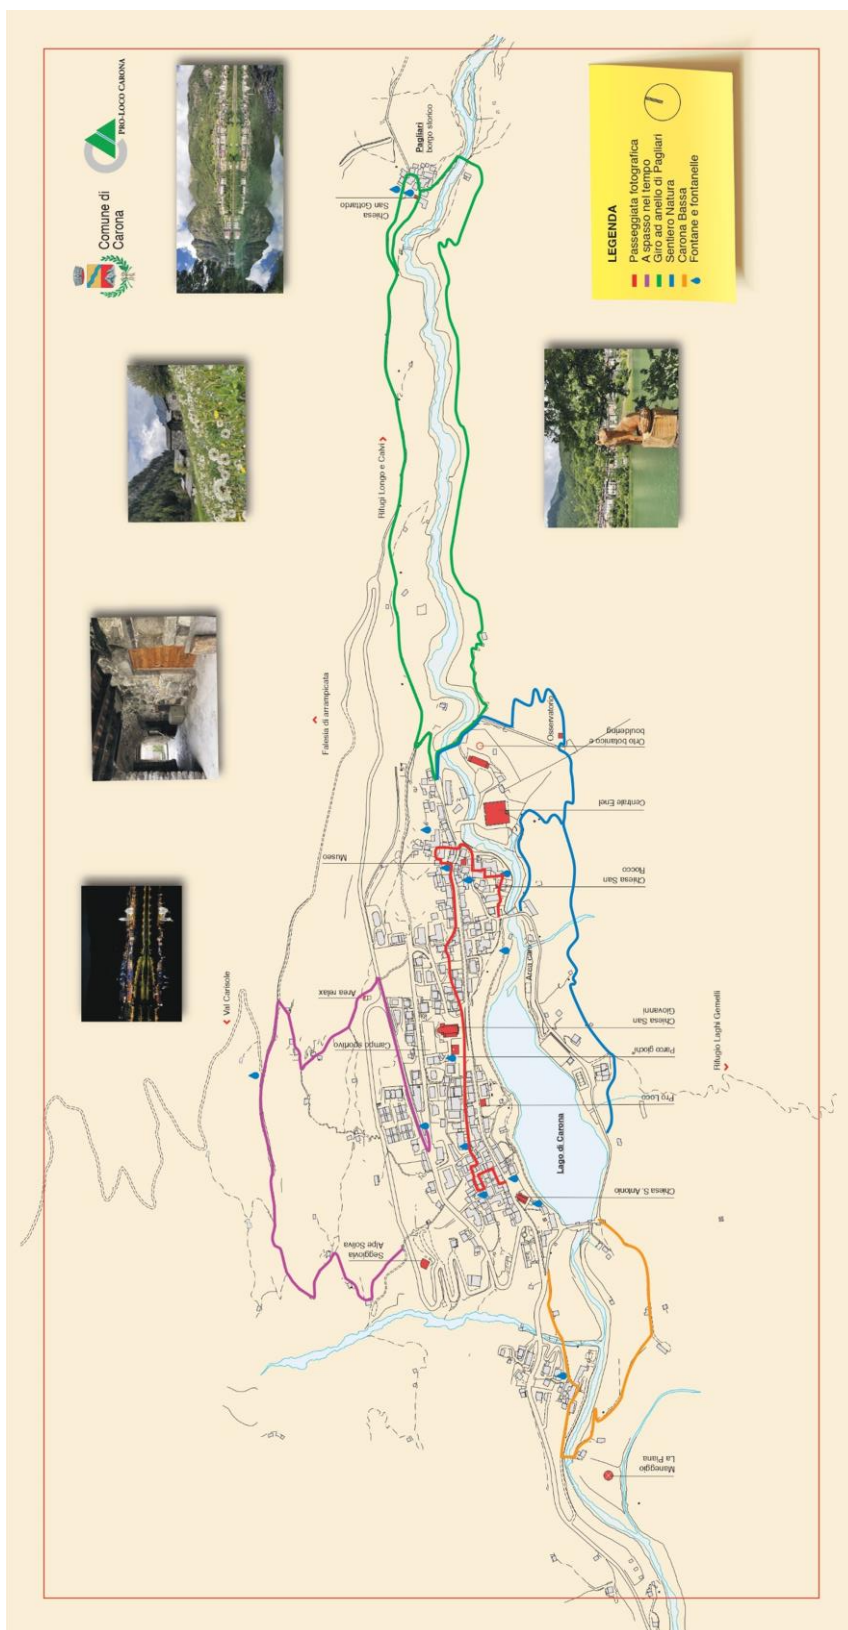 Comune di
Carona
PRO-LOCO CARONA
LEGENDA
Passeggiata fotografica
A spasso nel tempo
Giro ad anello di Pagliari
Sentiero Natura
Carona Bassa
Fontane e fontanelle
Pagliari
borgo storico
Chiesa
San Gottardo
Rifugi Longo e Calvi
Falesia di arrampicata
Val Carisole
Osservatorio
Orto botanico e
bouldering
Centrale Enel
Museo
Chiesa San
Rocco
Area cani
Area relax
Chiesa San
Giovanni
Campo sportivo
Parco giochi
Rifugio Laghi Gemelli
Pro Loco
Lago di Carona
Chiesa S. Antonio
Seggiovia
Alpe Soliva
Maneggio
La Piana